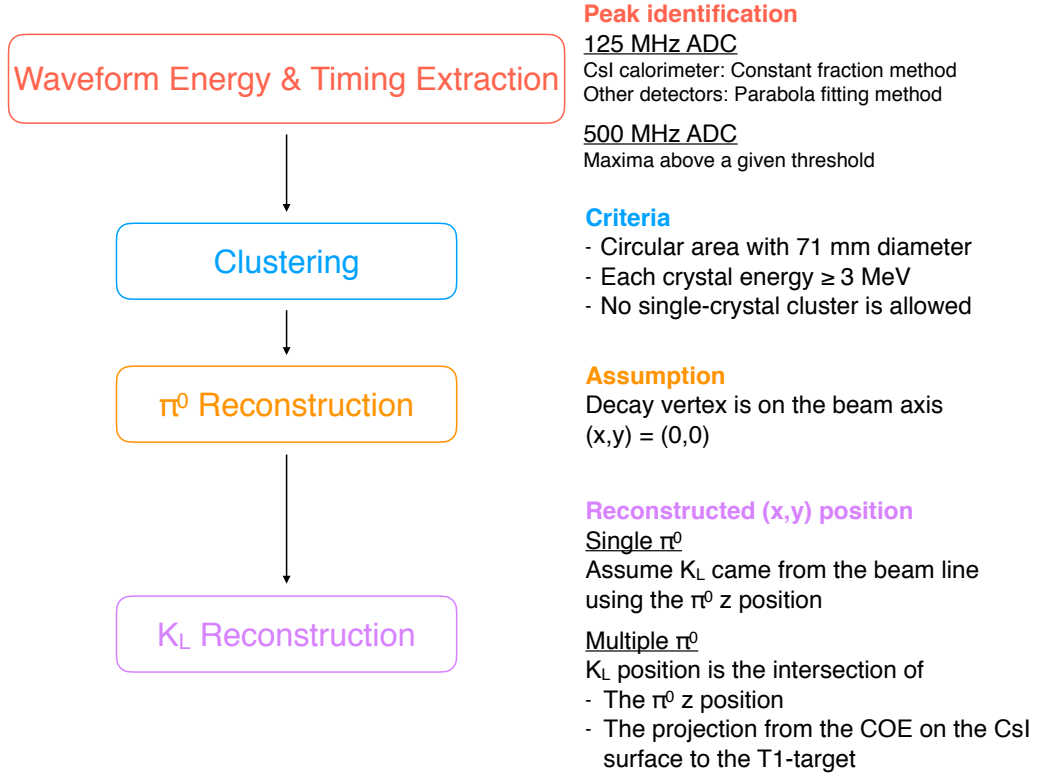 Waveform Energy & Timing Extraction
Peak identification
125 MHz ADC
CsI calorimeter: Constant fraction method
Other detectors: Parabola fitting method
500 MHz ADC
Maxima above a given threshold
Clustering
Criteria
- Circular area with 71 mm diameter
- Each crystal energy ≥ 3 MeV
- No single-crystal cluster is allowed
π⁰ Reconstruction
Assumption
Decay vertex is on the beam axis
(x,y) = (0,0)
K_L Reconstruction
Reconstructed (x,y) position
Single π⁰
Assume K_L came from the beam line
using the π⁰ z position
Multiple π⁰
K_L position is the intersection of
- The π⁰ z position
- The projection from the COE on the CsI
surface to the T1-target